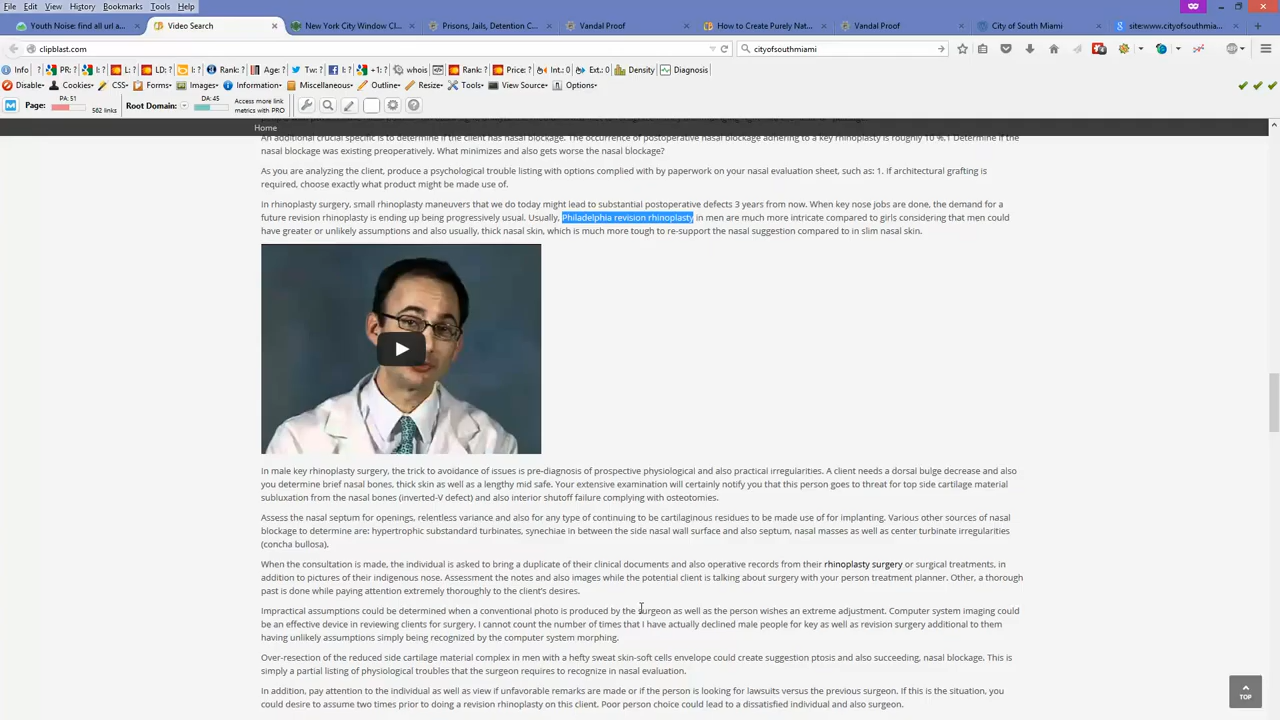 File Edit View History Bookmarks Tools Help
Youth Noise: find all url a... Video Search New York City Window Cl... Prisons, Jails, Detention C... Vandal Proof How to Create Purely Nat... Vandal Proof City of South Miami site:www.cityofsouthmia...
clipblast.com cityofsouthmiami
Info ? PR: ? I: ? L: ? LD: ? I: ? Rank: ? Age: ? Tw: ? l: ? +1: ? whois Rank: ? Price: ? Int.: 0 Ext.: 0 Density Diagnosis
Disable Cookies CSS Forms Images Information Miscellaneous Outline Resize Tools View Source Options
Page: PA: 51 562 links Root Domain: DA: 45 Access more link metrics with PRO
Home
An additional crucial specific is to determine if the client has nasal blockage. The occurrence of postoperative nasal blockage adhering to a key rhinoplasty is roughly 10 %.1 Determine if the
nasal blockage was existing preoperatively. What minimizes and also gets worse the nasal blockage?
As you are analyzing the client, produce a psychological trouble listing with options complied with by paperwork on your nasal evaluation sheet, such as: 1. If architectural grafting is
required, choose exactly what product might be made use of.
In rhinoplasty surgery, small rhinoplasty maneuvers that we do today might lead to substantial postoperative defects 3 years from now. When key nose jobs are done, the demand for a
future revision rhinoplasty is ending up being progressively usual. Usually, Philadelphia revision rhinoplasty in men are much more intricate compared to girls considering that men could
have greater or unlikely assumptions and also usually, thick nasal skin, which is much more tough to re-support the nasal suggestion compared to in slim nasal skin.
In male key rhinoplasty surgery, the trick to avoidance of issues is pre-diagnosis of prospective physiological and also practical irregularities. A client needs a dorsal bulge decrease and also
you determine brief nasal bones, thick skin as well as a lengthy mid safe. Your extensive examination will certainly notify you that this person goes to threat for top side cartilage material
subluxation from the nasal bones (inverted-V defect) and also interior shutoff failure complying with osteotomies.
Assess the nasal septum for openings, relentless variance and also for any type of continuing to be cartilaginous residues to be made use of for implanting. Various other sources of nasal
blockage to determine are: hypertrophic substandard turbinates, synechiae in between the side nasal wall surface and also septum, nasal masses as well as center turbinate irregularities
(concha bullosa).
When the consultation is made, the individual is asked to bring a duplicate of their clinical documents and also operative records from their rhinoplasty surgery or surgical treatments, in
addition to pictures of their indigenous nose. Assessment the notes and also images while the potential client is talking about surgery with your person treatment planner. Other, a thorough
past is done while paying attention extremely thoroughly to the client's desires.
Impractical assumptions could be determined when a conventional photo is produced by the surgeon as well as the person wishes an extreme adjustment. Computer system imaging could
be an effective device in reviewing clients for surgery. I cannot count the number of times that I have actually declined male people for key as well as revision surgery additional to them
having unlikely assumptions simply being recognized by the computer system morphing.
Over-resection of the reduced side cartilage material complex in men with a hefty sweat skin-soft cells envelope could create suggestion ptosis and also succeeding, nasal blockage. This is
simply a partial listing of physiological troubles that the surgeon requires to recognize in nasal evaluation.
In addition, pay attention to the individual as well as view if unfavorable remarks are made or if the person is looking for lawsuits versus the previous surgeon. If this is the situation, you
could desire to assume two times prior to doing a revision rhinoplasty on this client. Poor person choice could lead to a dissatisfied individual and also surgeon.
TOP